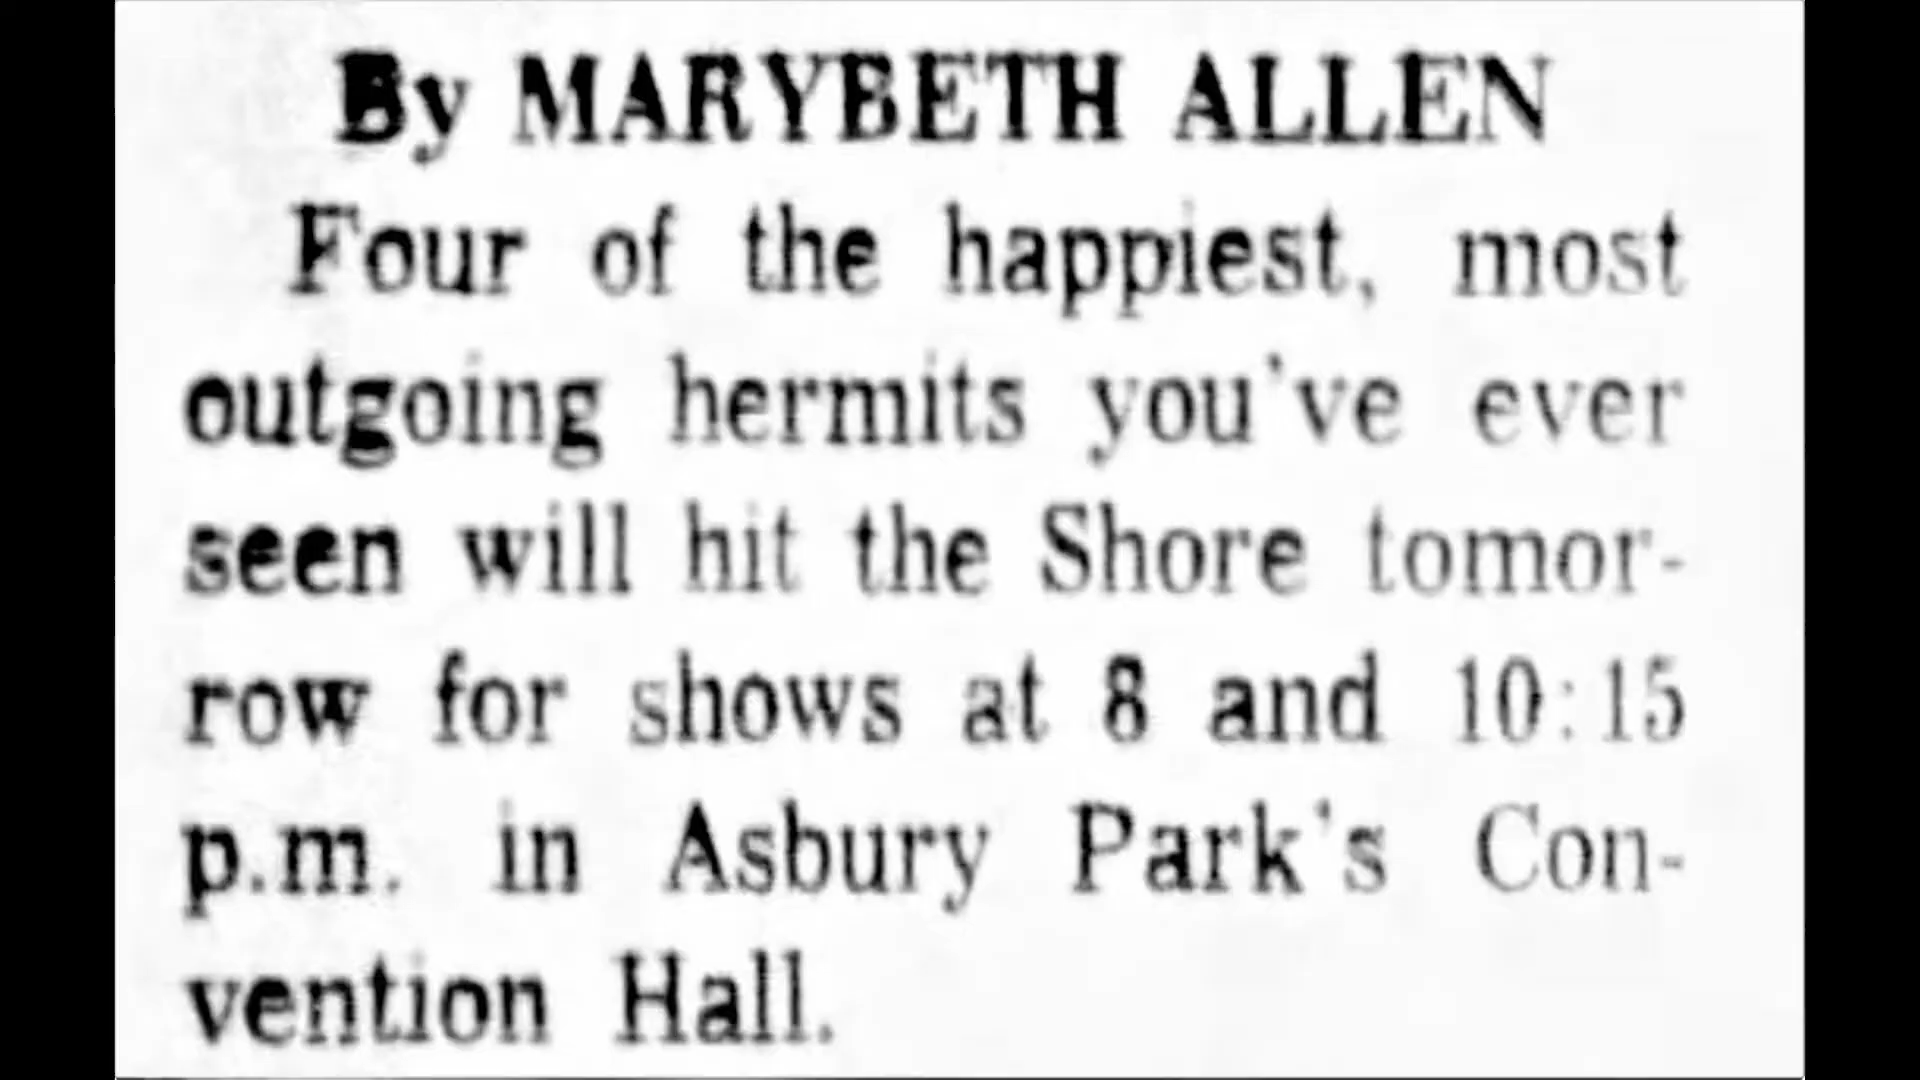 By MARYBETH ALLEN
Four of the happiest, most
outgoing hermits you've ever
seen will hit the Shore tomor-
row for shows at 8 and 10:15
p.m. in Asbury Park's Con-
vention Hall.